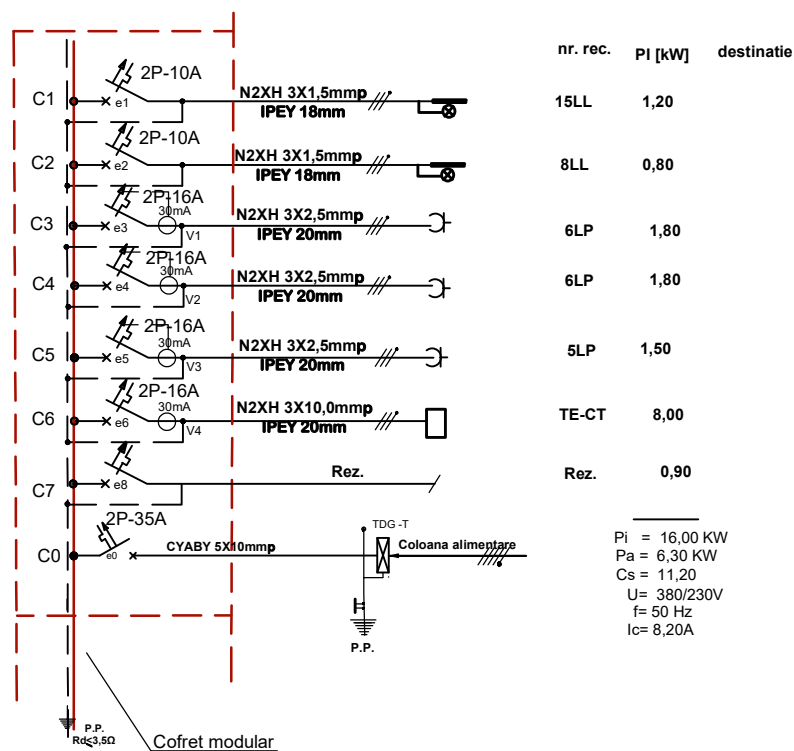 nr. rec. PI [kW] destinatie
C1 2P-10A e1 N2XH 3X1,5mmp 15LL 1,20
IPEY 18mm
C2 2P-10A e2 N2XH 3X1,5mmp 8LL 0,80
IPEY 18mm
C3 2P-16A 30mA e3 V1 N2XH 3X2,5mmp 6LP 1,80
IPEY 20mm
C4 2P-16A 30mA e4 V2 N2XH 3X2,5mmp 6LP 1,80
IPEY 20mm
C5 2P-16A 30mA e5 V3 N2XH 3X2,5mmp 5LP 1,50
IPEY 20mm
C6 2P-16A 30mA e6 V4 N2XH 3X10,0mmp TE-CT 8,00
IPEY 20mm
C7 e8 Rez. Rez. 0,90
C0 2P-35A e0 CYABY 5X10mmp TDG -T Coloana alimentare
P.P.
Pi = 16,00 KW
Pa = 6,30 KW
Cs = 11,20
U= 380/230V
f= 50 Hz
Ic= 8,20A
P.P.
Rd<3,5Ω
Cofret modular